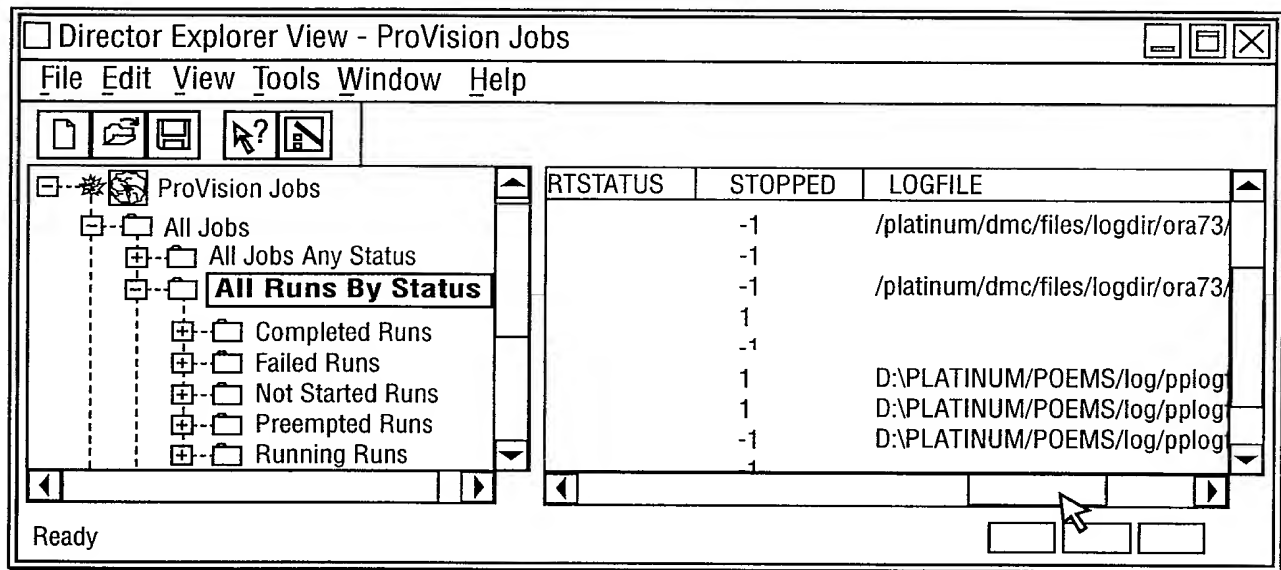 Director Explorer View - ProVision Jobs
File Edit View Tools Window Help
?
ProVision Jobs
All Jobs
All Jobs Any Status
All Runs By Status
Completed Runs
Failed Runs
Not Started Runs
Preempted Runs
Running Runs
RTSTATUS STOPPED LOGFILE
-1 /platinum/dmc/files/logdir/ora73/
-1
-1 /platinum/dmc/files/logdir/ora73/
1
-1
1 D:\PLATINUM/POEMS/log/pplog
1 D:\PLATINUM/POEMS/log/pplog
-1 D:\PLATINUM/POEMS/log/pplog
-1
Ready